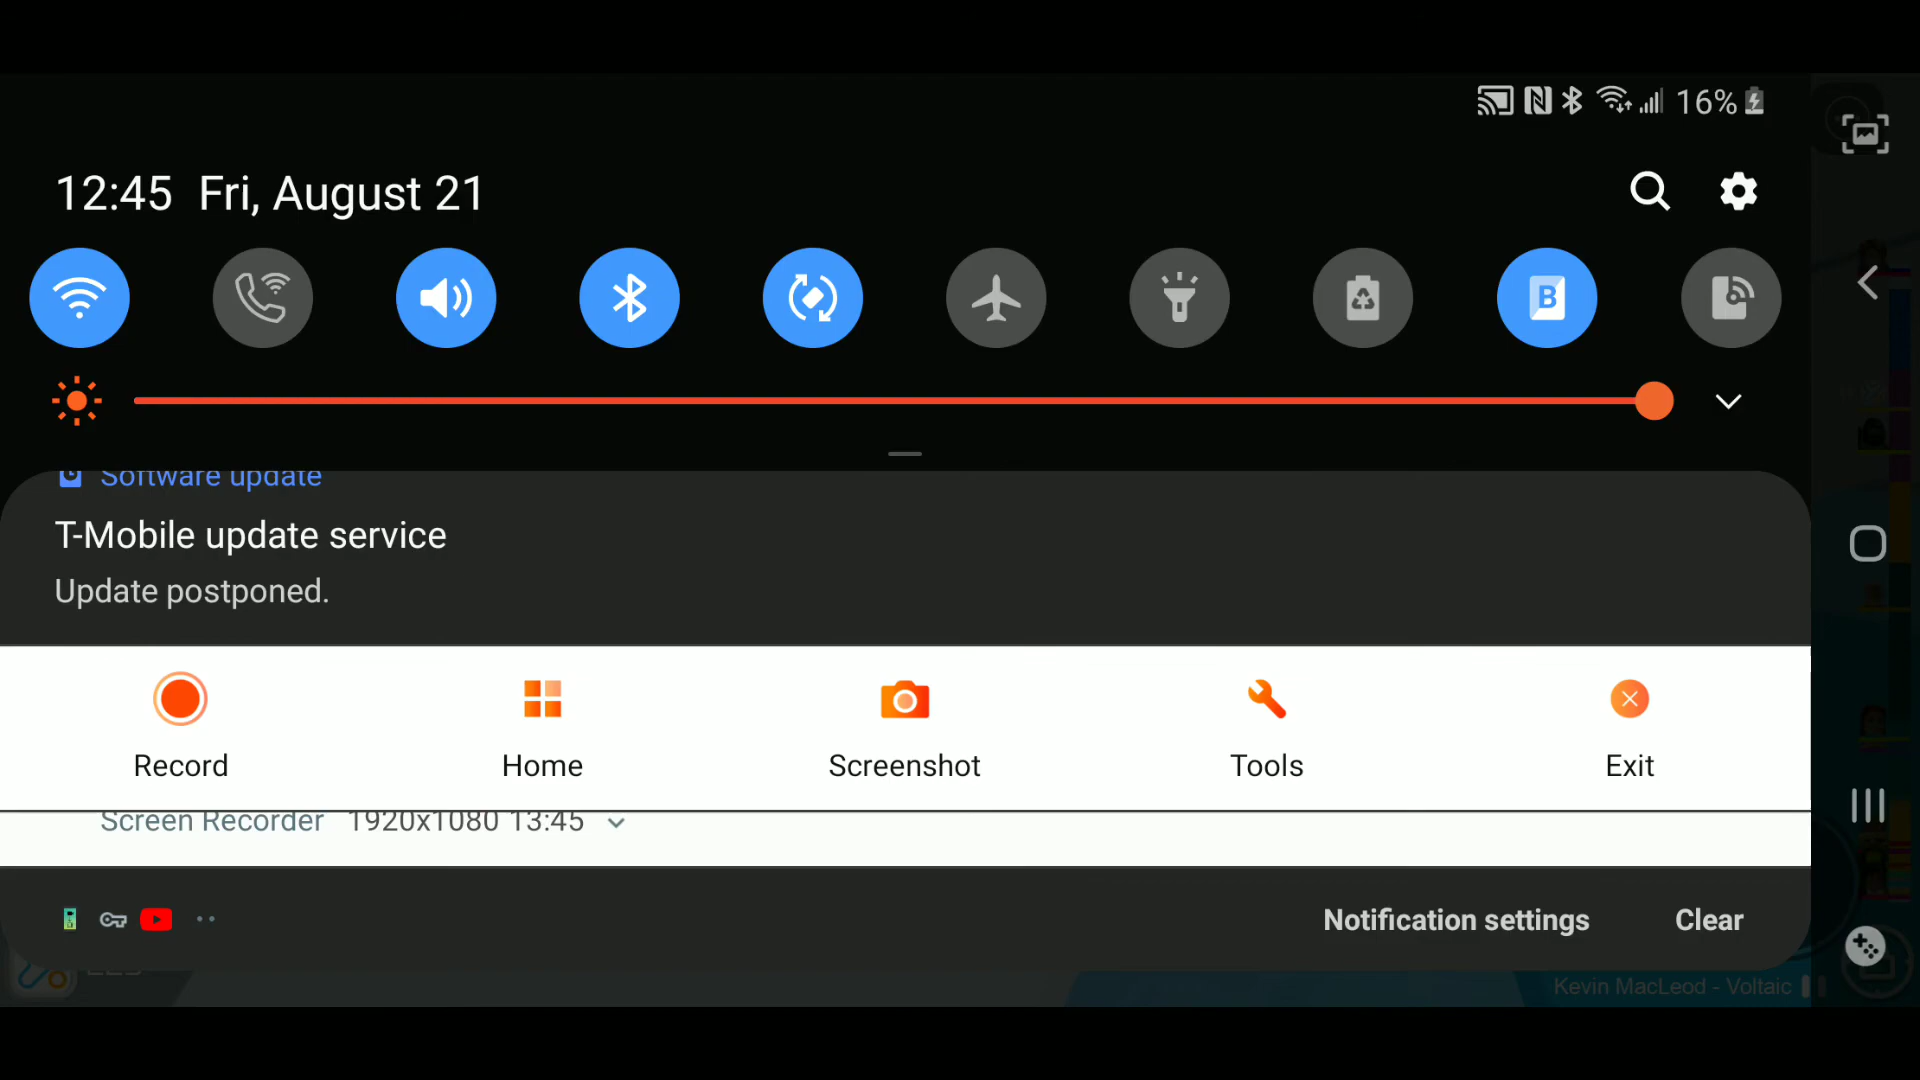 16%
12:45 Fri, August 21
B
Software update
T-Mobile update service
Update postponed.
Record Home Screenshot Tools Exit
Screen Recorder 1920x1080 13:45
Notification settings Clear
Kevin MacLeod - Voltaic